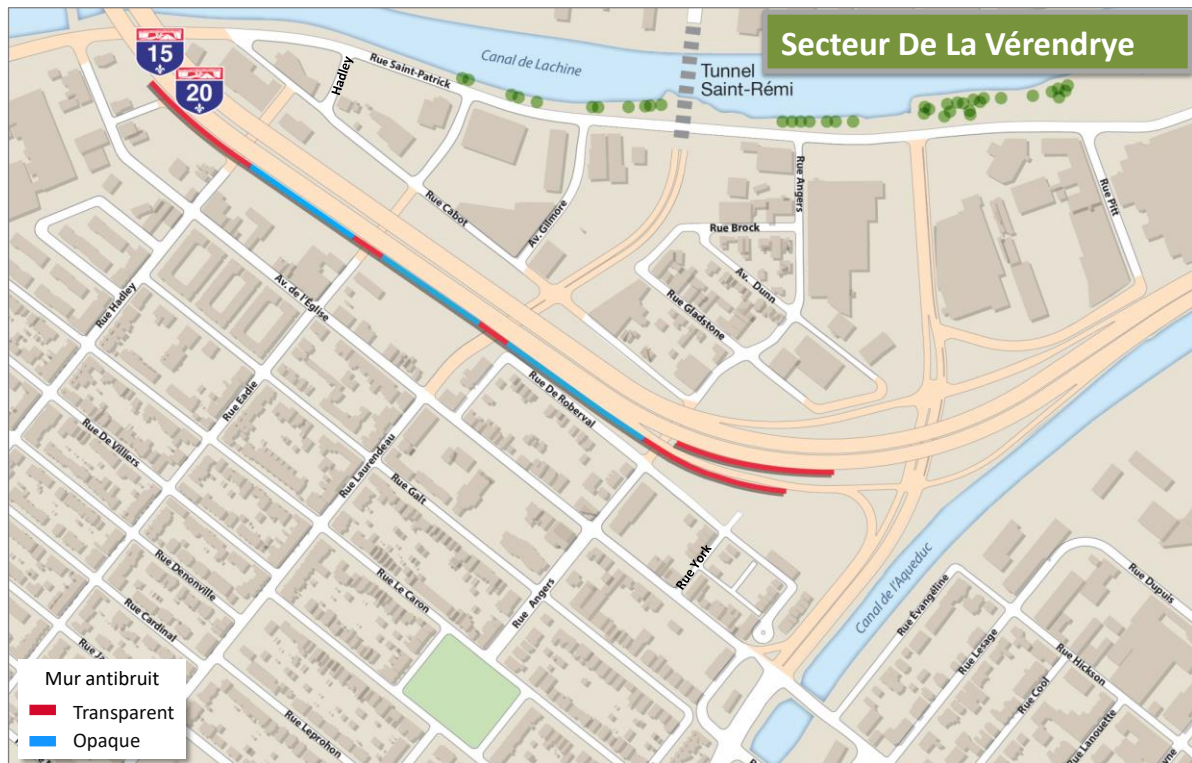 Secteur De La Vérendrye
15
20
Hadley
Rue Saint-Patrick
Canal de Lachine
Tunnel
Saint-Rémi
Rue Cabot
Av. Gilmore
Rue Angers
Rue Pitt
Rue Brock
Av. Dunn
Rue Gladstone
Rue Hadley
Av. de l'Église
Rue Eadie
Rue De Roberval
Rue De Villiers
Rue Laurendeau
Rue Galt
Rue York
Canal de l'Aqueduc
Rue Denonville
Rue Le Caron
Rue Angers
Rue Évangéline
Rue Dupuis
Rue Cardinal
Rue Lesage
Rue Hickson
Rue Cool
Rue Lanouette
Rue Leprohon
Mur antibruit
Transparent
Opaque